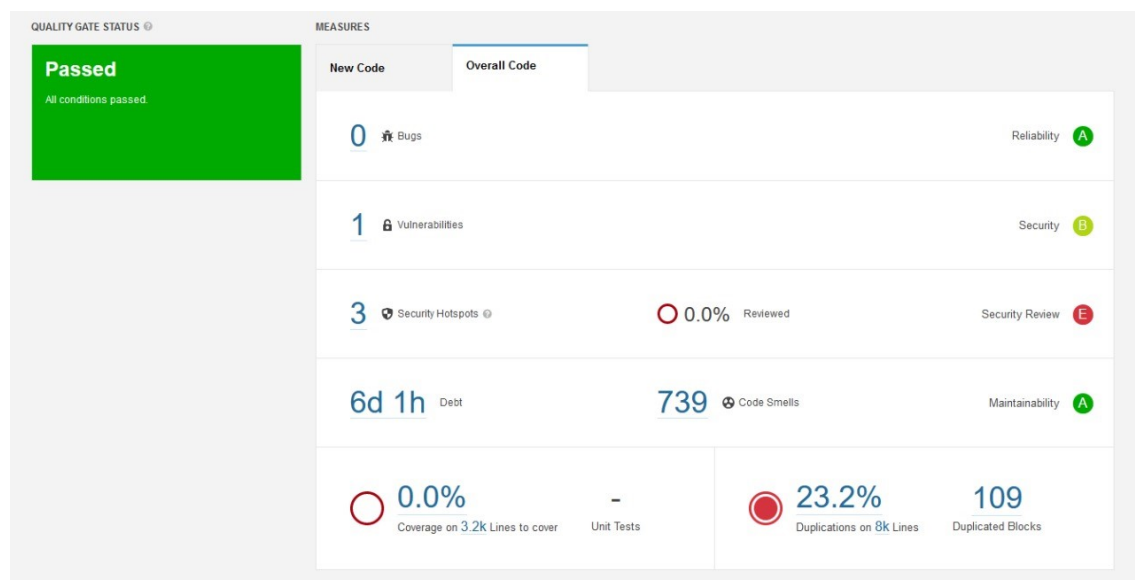 QUALITY GATE STATUS
MEASURES
Passed
All conditions passed.
New Code
Overall Code
0 Bugs
Reliability A
1 Vulnerabilities
Security B
3 Security Hotspots
0.0% Reviewed
Security Review E
6d 1h Debt
739 Code Smells
Maintainability A
0.0%
Coverage on 3.2k Lines to cover
-
Unit Tests
23.2%
Duplications on 8k Lines
109
Duplicated Blocks